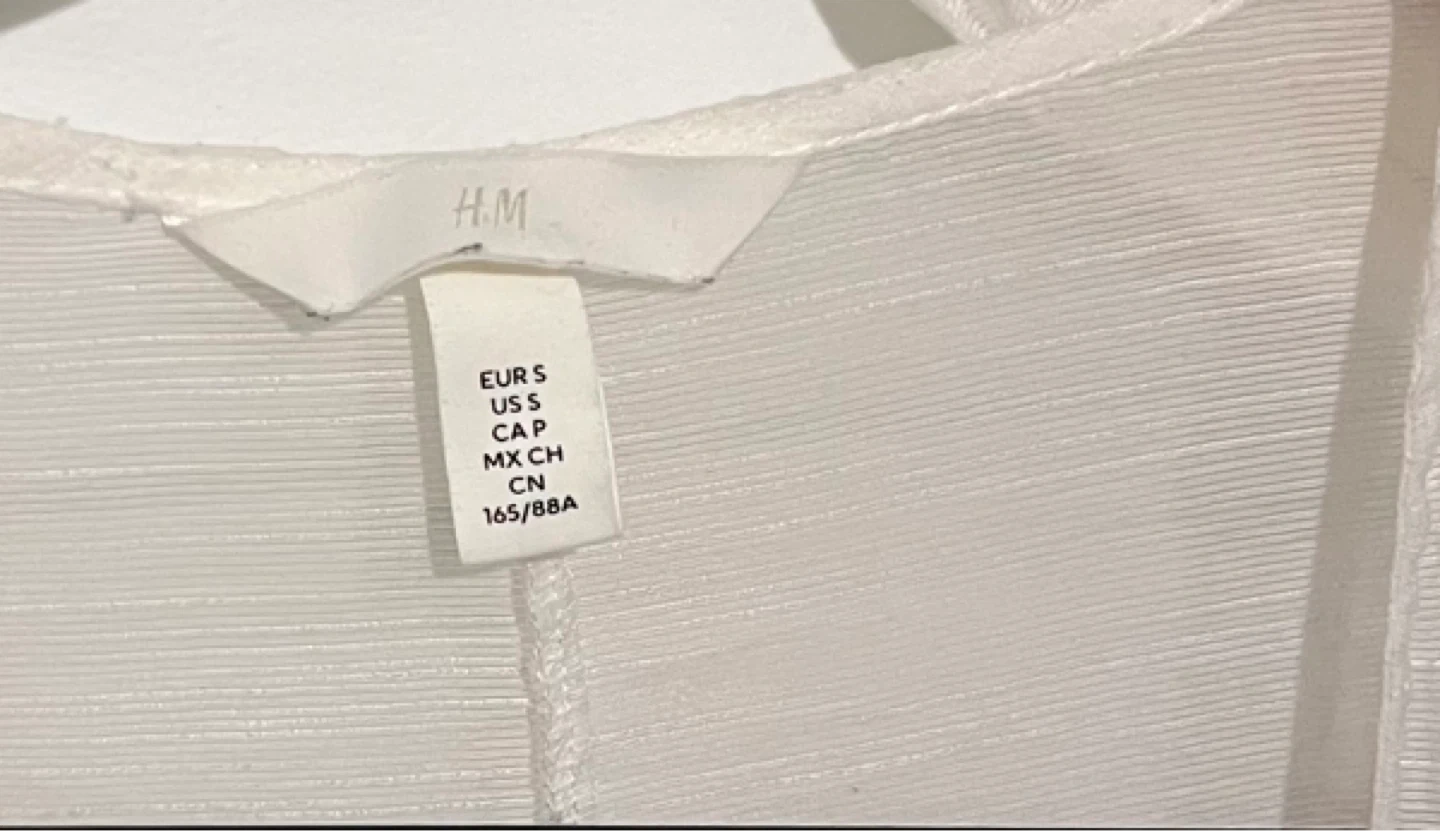 H.M
EUR S
US S
CA P
MX CH
CN
165/88A